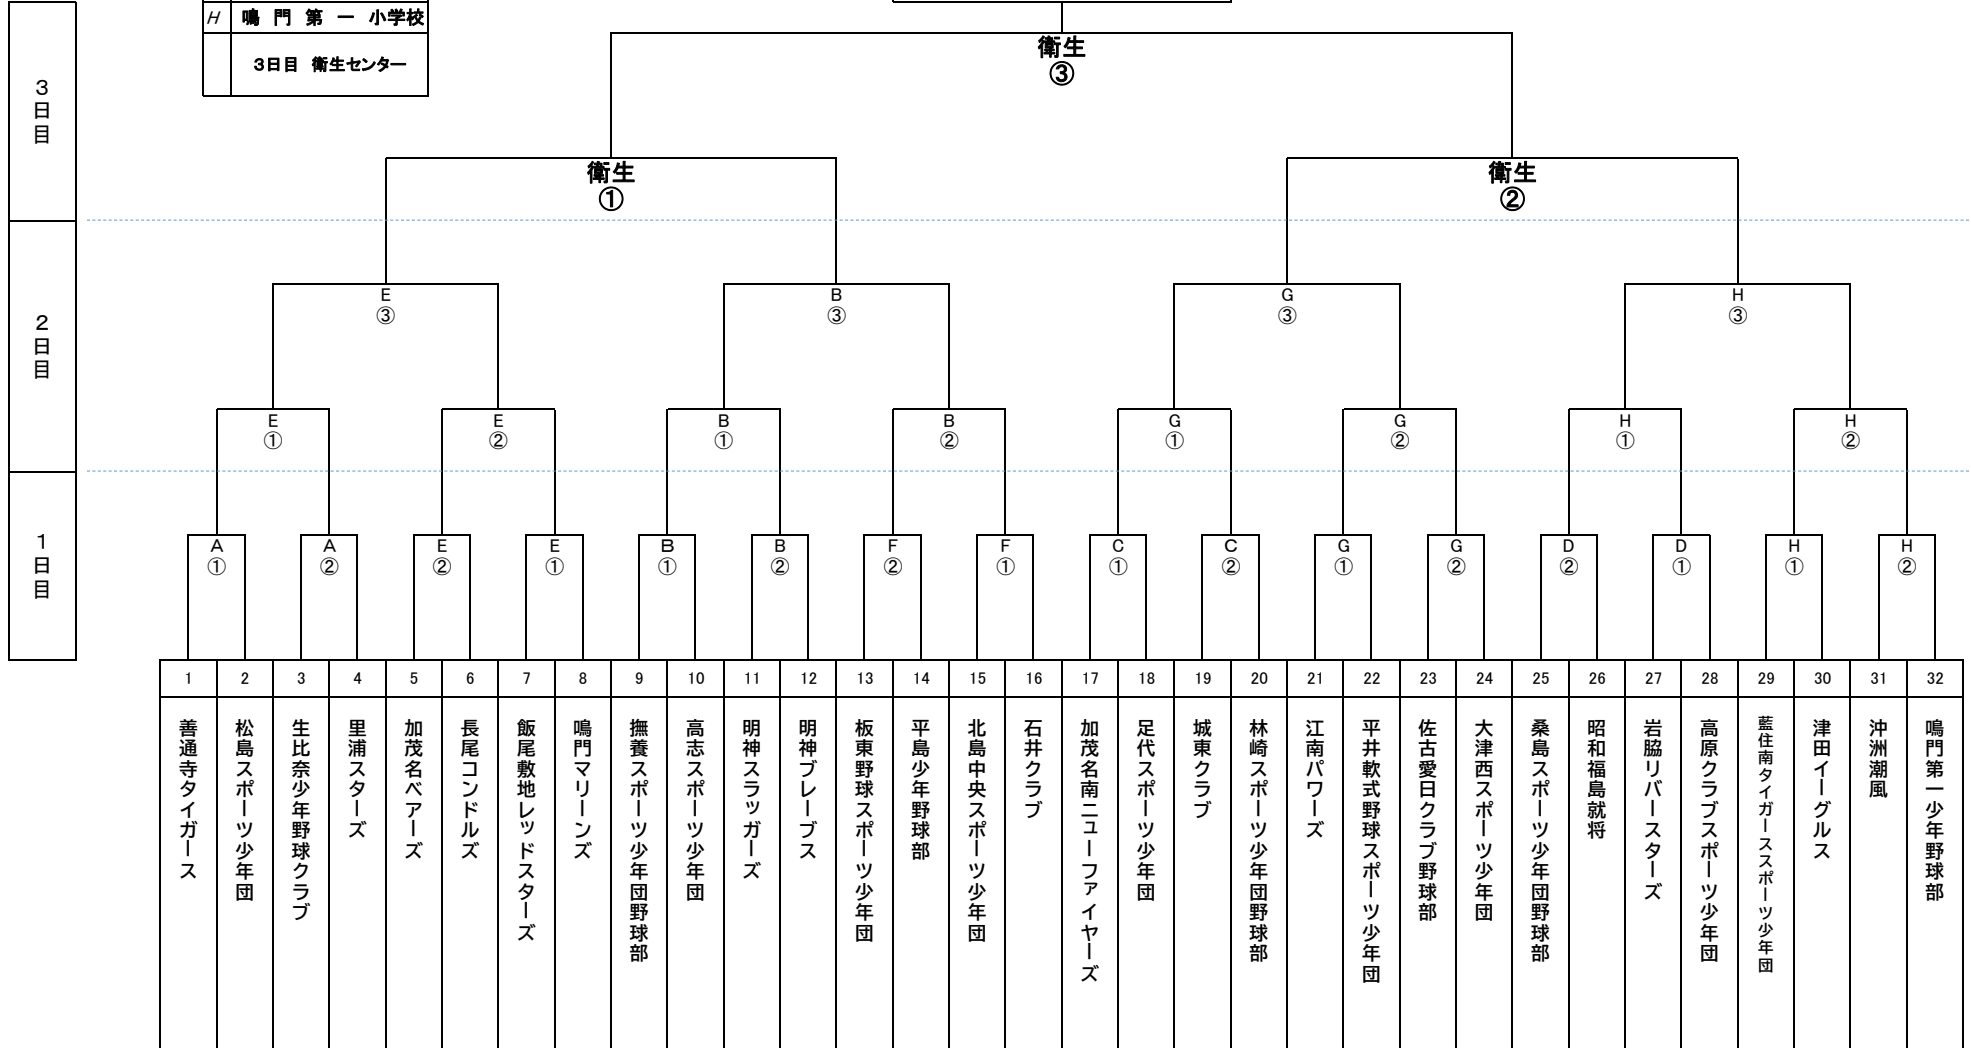 H 鳴 門 第 一 小学校
3日目 衛生センター
衛生
③
3日目
衛生
①
衛生
②
2日目
E
③
B
③
G
③
H
③
E
①
E
②
B
①
B
②
G
①
G
②
H
①
H
②
1日目
A
①
A
②
E
②
E
①
B
①
B
②
F
②
F
①
C
①
C
②
G
①
G
②
D
②
D
①
H
①
H
②
1 2 3 4 5 6 7 8 9 10 11 12 13 14 15 16 17 18 19 20 21 22 23 24 25 26 27 28 29 30 31 32
善通寺タイガース
松島スポーツ少年団
生比奈少年野球クラブ
里浦スターズ
加茂名ベアーズ
長尾コンドルズ
飯尾敷地レッドスターズ
鳴門マリーンズ
撫養スポーツ少年団野球部
高志スポーツ少年団
明神スラッガーズ
明神ブレーブス
板東野球スポーツ少年団
平島少年野球部
北島中央スポーツ少年団
石井クラブ
加茂名南ニューファイヤーズ
足代スポーツ少年団
城東クラブ
林崎スポーツ少年団野球部
江南パワーズ
平井軟式野球スポーツ少年団
佐古愛日クラブ野球部
大津西スポーツ少年団
桑島スポーツ少年団野球部
昭和福島就将
岩脇リバースターズ
高原クラブスポーツ少年団
藍住南タイガーススポーツ少年団
津田イーグルス
沖洲潮風
鳴門第一少年野球部